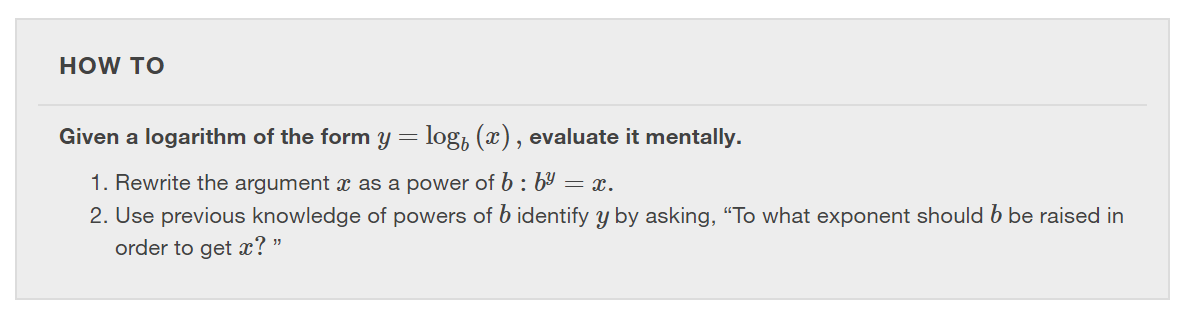 HOW TO
Given a logarithm of the form y = log_b (x), evaluate it mentally.
1. Rewrite the argument x as a power of b : b^y = x.
2. Use previous knowledge of powers of b identify y by asking, “To what exponent should b be raised in
order to get x? ”